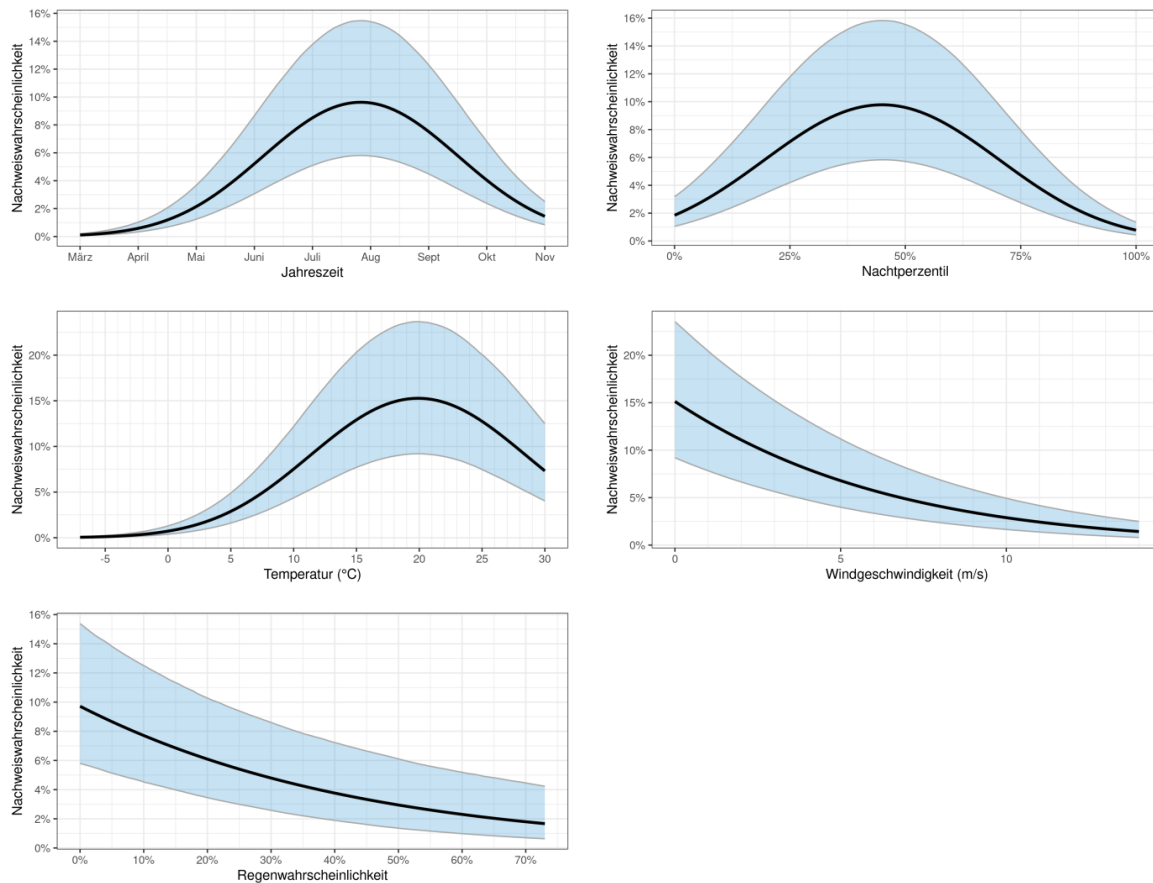 Nachweiswahrscheinlichkeit
16%
14%
12%
10%
8%
6%
4%
2%
0%
März April Mai Juni Juli Aug Sept Okt Nov
Jahreszeit
Nachweiswahrscheinlichkeit
16%
14%
12%
10%
8%
6%
4%
2%
0%
0% 25% 50% 75% 100%
Nachtperzentil
Nachweiswahrscheinlichkeit
20%
15%
10%
5%
0%
-5 0 5 10 15 20 25 30
Temperatur (°C)
Nachweiswahrscheinlichkeit
20%
15%
10%
5%
0%
0 5 10
Windgeschwindigkeit (m/s)
Nachweiswahrscheinlichkeit
16%
14%
12%
10%
8%
6%
4%
2%
0%
0% 10% 20% 30% 40% 50% 60% 70%
Regenwahrscheinlichkeit